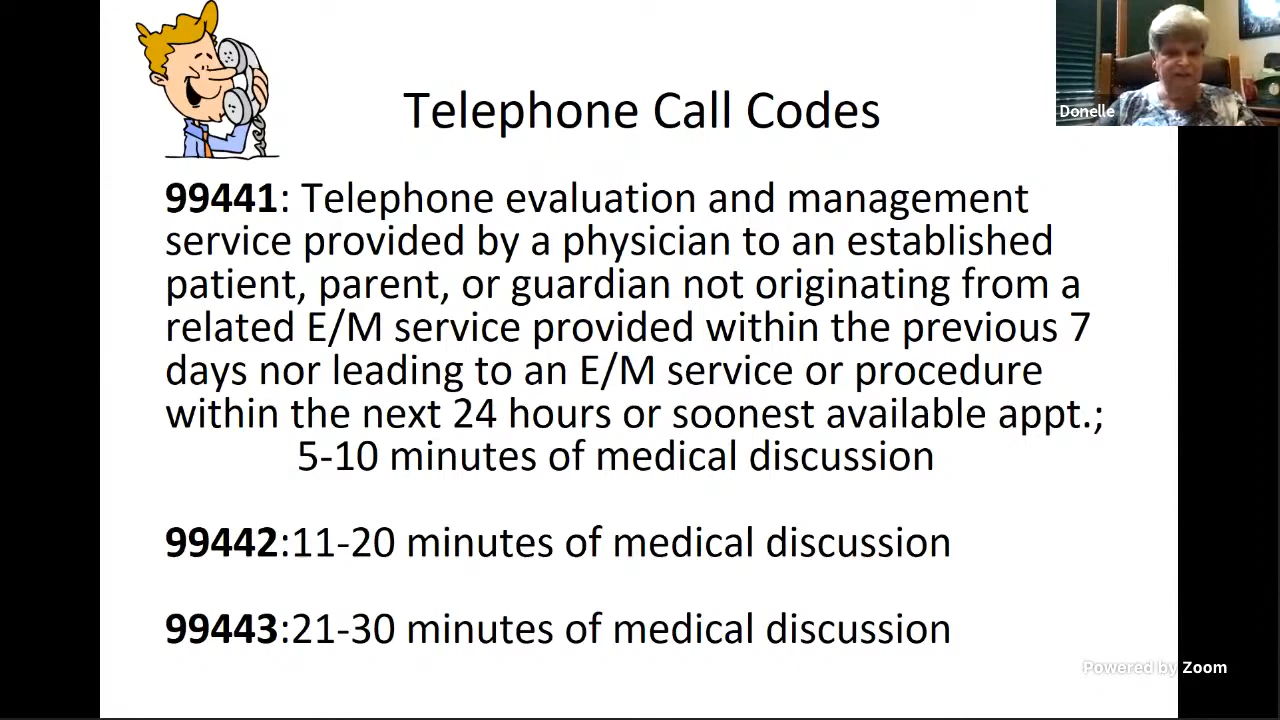 Telephone Call Codes
Donelle
99441: Telephone evaluation and management
service provided by a physician to an established
patient, parent, or guardian not originating from a
related E/M service provided within the previous 7
days nor leading to an E/M service or procedure
within the next 24 hours or soonest available appt.;
5-10 minutes of medical discussion
99442:11-20 minutes of medical discussion
99443:21-30 minutes of medical discussion
Powered by Zoom